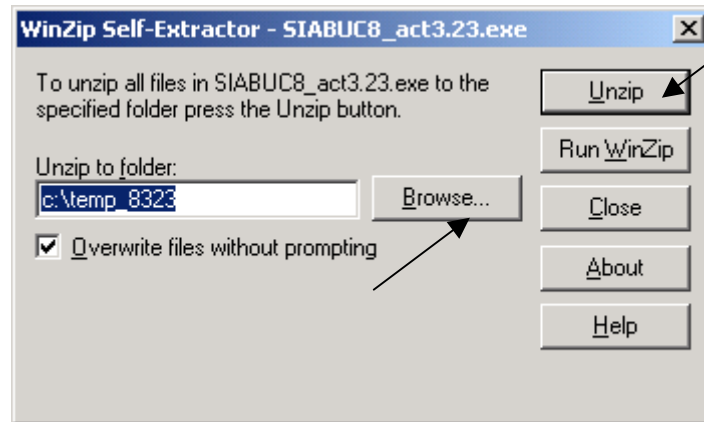 WinZip Self-Extractor - SIABUC8_act3.23.exe
To unzip all files in SIABUC8_act3.23.exe to the
specified folder press the Unzip button.
Unzip to folder:
c:\temp_8323
Browse...
Overwrite files without prompting
Unzip
Run WinZip
Close
About
Help